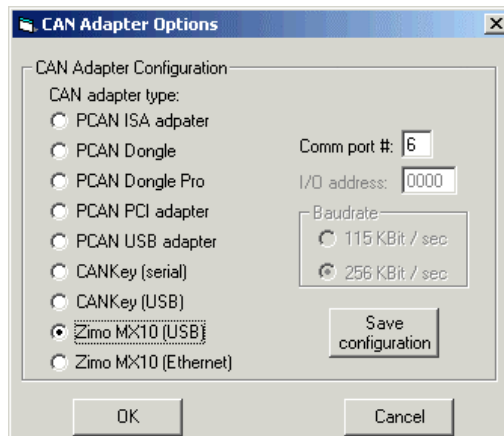 CAN Adapter Options
CAN Adapter Configuration
CAN adapter type:
PCAN ISA adpater
PCAN Dongle
PCAN Dongle Pro
PCAN PCI adapter
PCAN USB adapter
CANKey (serial)
CANKey (USB)
Zimo MX10 (USB)
Zimo MX10 (Ethernet)
Comm port #: 6
I/O address: 0000
Baudrate
115 KBit / sec
256 KBit / sec
Save
configuration
OK
Cancel